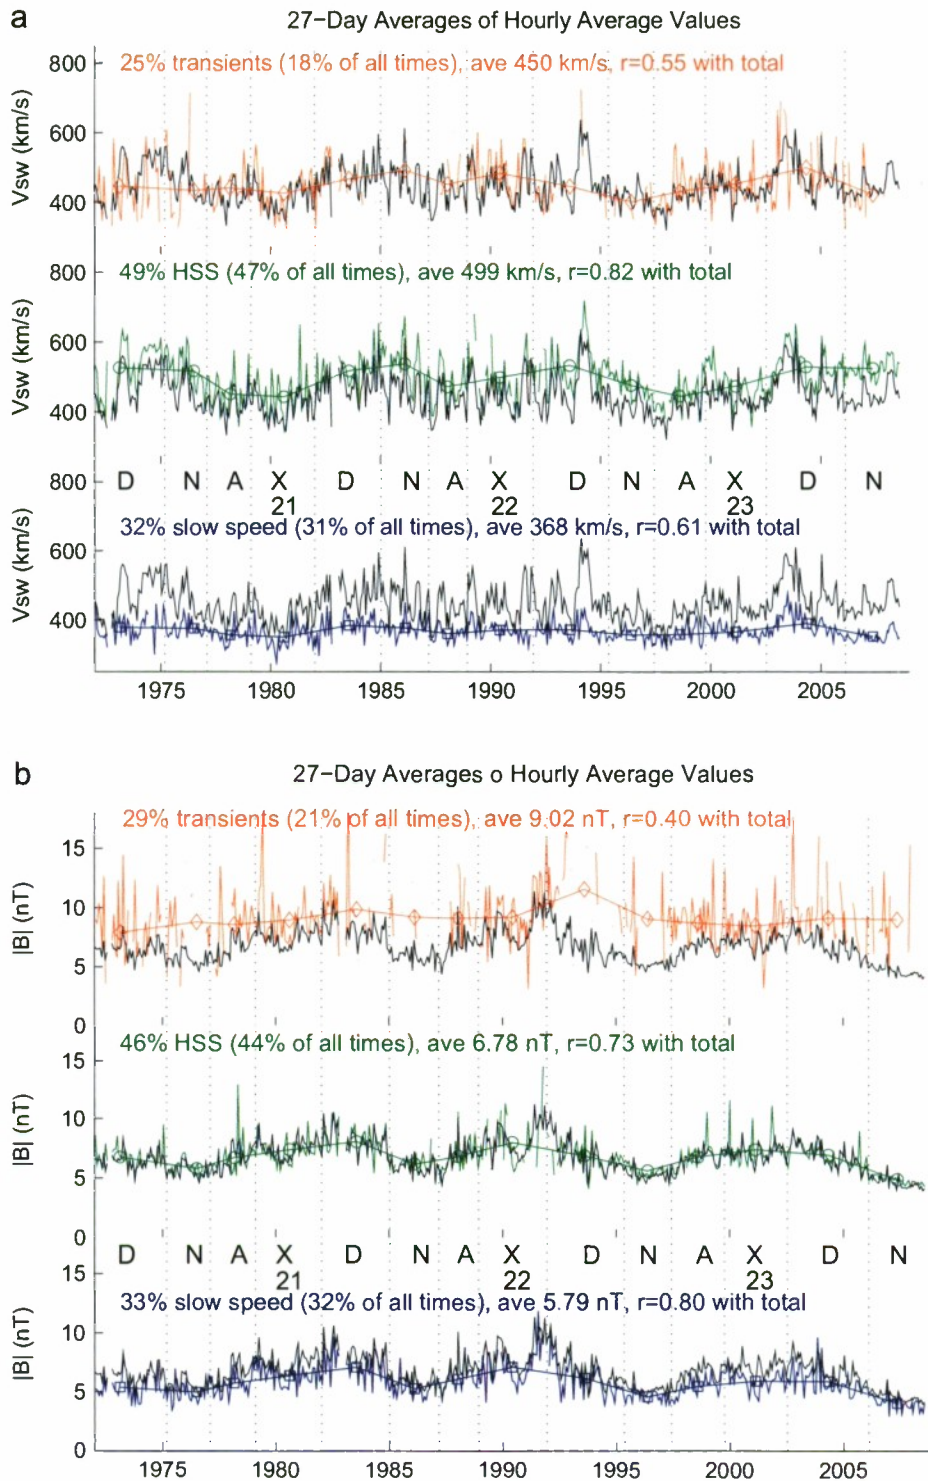 a
27−Day Averages of Hourly Average Values
25% transients (18% of all times), ave 450 km/s, r=0.55 with total
800
600
400
Vsw (km/s)
49% HSS (47% of all times), ave 499 km/s, r=0.82 with total
800
600
400
Vsw (km/s)
D N A X D N A X D N A X D N
21 22 23
32% slow speed (31% of all times), ave 368 km/s, r=0.61 with total
800
600
400
Vsw (km/s)
1975 1980 1985 1990 1995 2000 2005
b
27−Day Averages o Hourly Average Values
29% transients (21% of all times), ave 9.02 nT, r=0.40 with total
15
10
5
0
|B| (nT)
46% HSS (44% of all times), ave 6.78 nT, r=0.73 with total
15
10
5
0
|B| (nT)
D N A X D N A X D N A X D N
21 22 23
33% slow speed (32% of all times), ave 5.79 nT, r=0.80 with total
15
10
5
0
|B| (nT)
1975 1980 1985 1990 1995 2000 2005